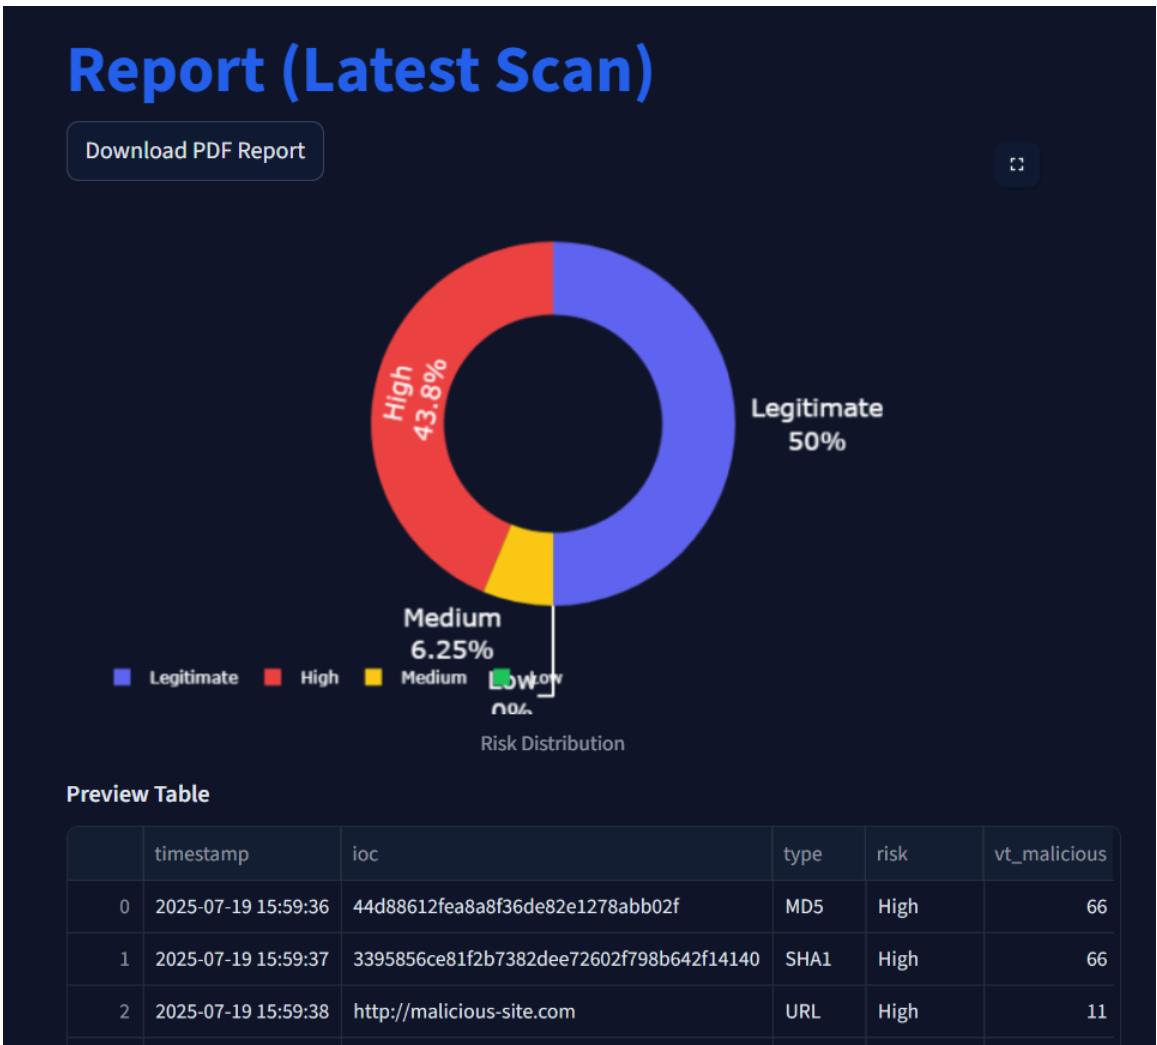 Report (Latest Scan)
Download PDF Report
High
43.8%
Legitimate
50%
Medium
6.25%
Legitimate High Medium Low
Low
0%
Risk Distribution
Preview Table
timestamp ioc type risk vt_malicious
0 2025-07-19 15:59:36 44d88612fea8a8f36de82e1278abb02f MD5 High 66
1 2025-07-19 15:59:37 3395856ce81f2b7382dee72602f798b642f14140 SHA1 High 66
2 2025-07-19 15:59:38 http://malicious-site.com URL High 11